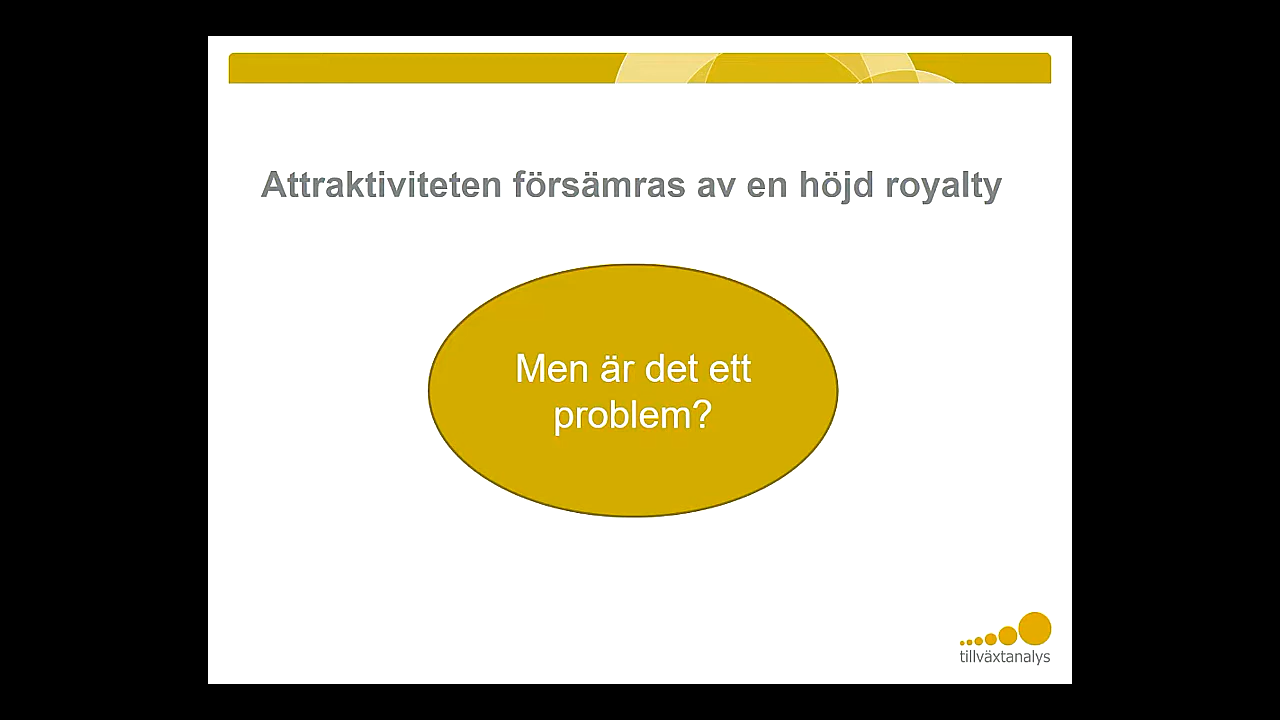 Attraktiviteten försämras av en höjd royalty
Men är det ett
problem?
tillväxtanalys